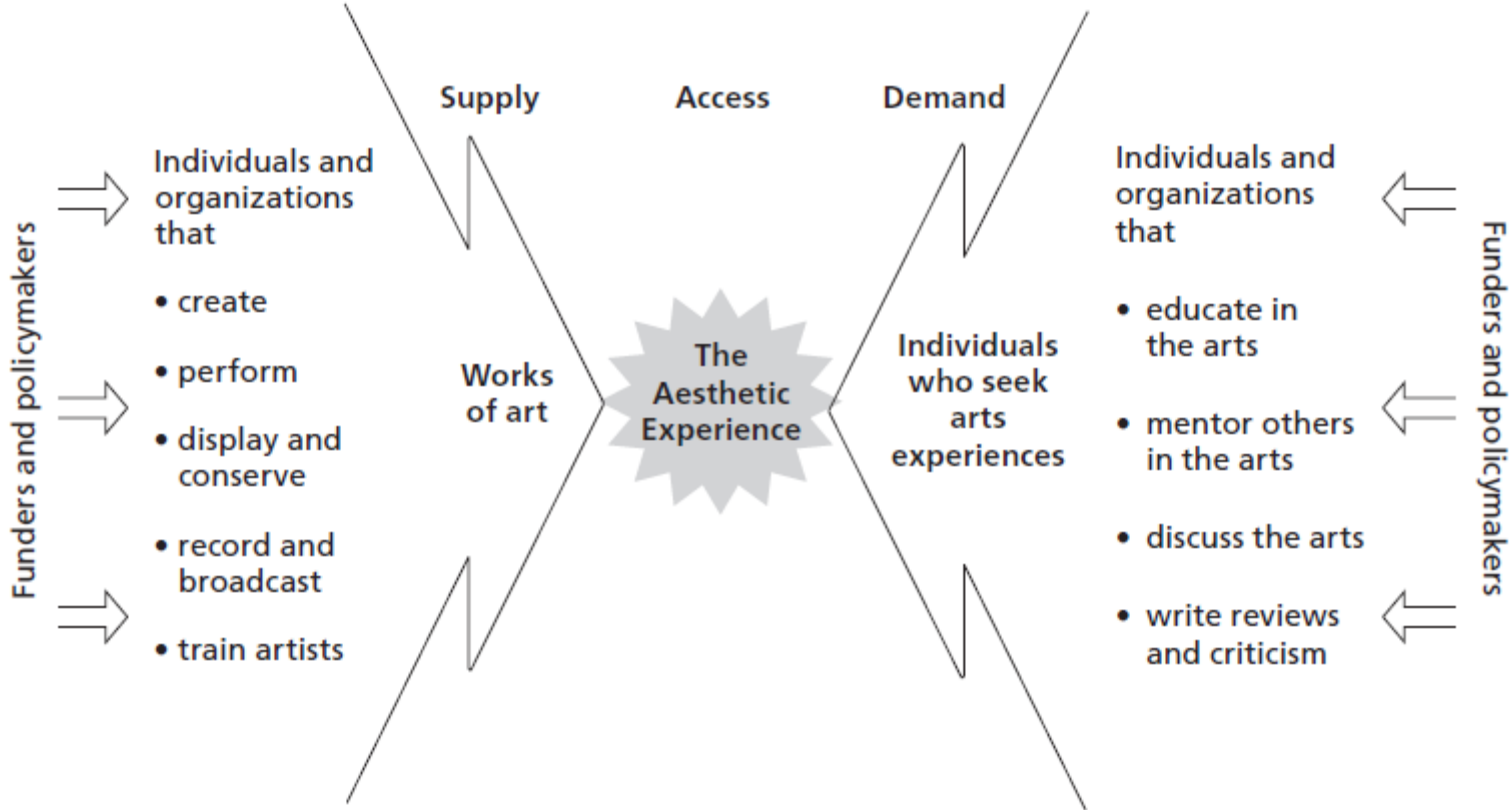 Supply
Access
Demand
Funders and policymakers
Individuals and
organizations
that
• create
• perform
• display and
conserve
• record and
broadcast
• train artists
Works
of art
The
Aesthetic
Experience
Individuals
who seek
arts
experiences
Individuals and
organizations
that
• educate in
the arts
• mentor others
in the arts
• discuss the arts
• write reviews
and criticism
Funders and policymakers